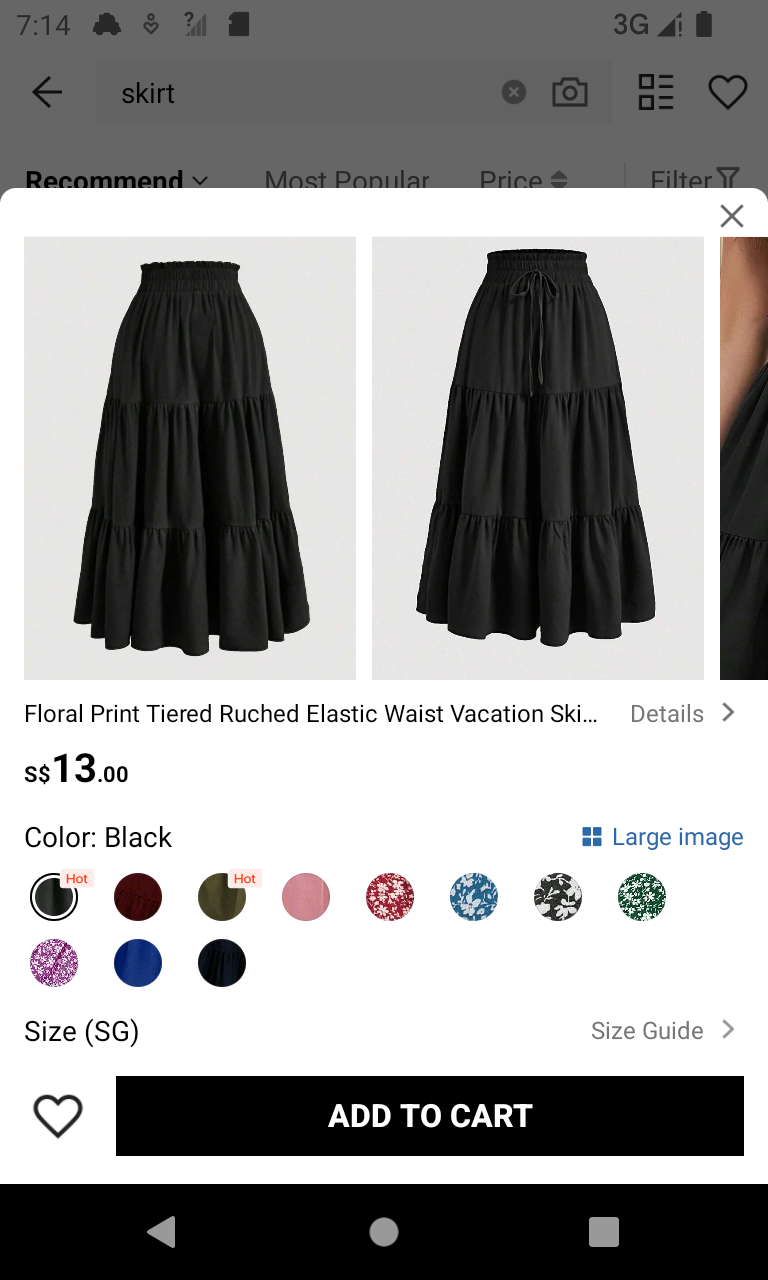 7:14
3G
skirt
Recommend Most Popular Price Filter
Floral Print Tiered Ruched Elastic Waist Vacation Ski... Details
S$13.00
Color: Black Large image
Hot Hot
Size (SG) Size Guide
ADD TO CART